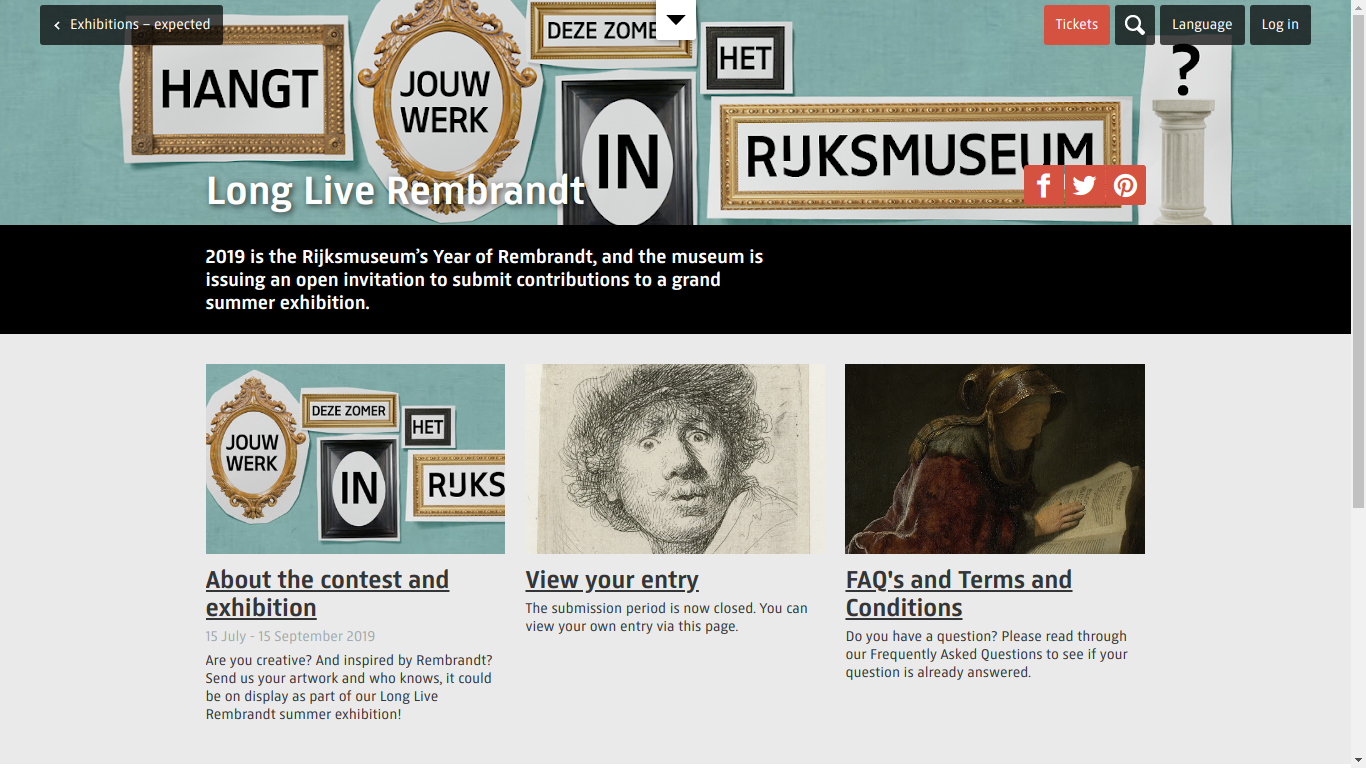 Exhibitions – expected
Tickets
Language
Log in
HANGT
JOUW
WERK
DEZE ZOME
IN
HET
RIJKSMUSEUM
?
Long Live Rembrandt
2019 is the Rijksmuseum’s Year of Rembrandt, and the museum is
issuing an open invitation to submit contributions to a grand
summer exhibition.
JOUW
WERK
DEZE ZOMER
IN
HET
RIJKS
About the contest and
exhibition
15 July - 15 September 2019
Are you creative? And inspired by Rembrandt?
Send us your artwork and who knows, it could
be on display as part of our Long Live
Rembrandt summer exhibition!
View your entry
The submission period is now closed. You can
view your own entry via this page.
FAQ's and Terms and
Conditions
Do you have a question? Please read through
our Frequently Asked Questions to see if your
question is already answered.